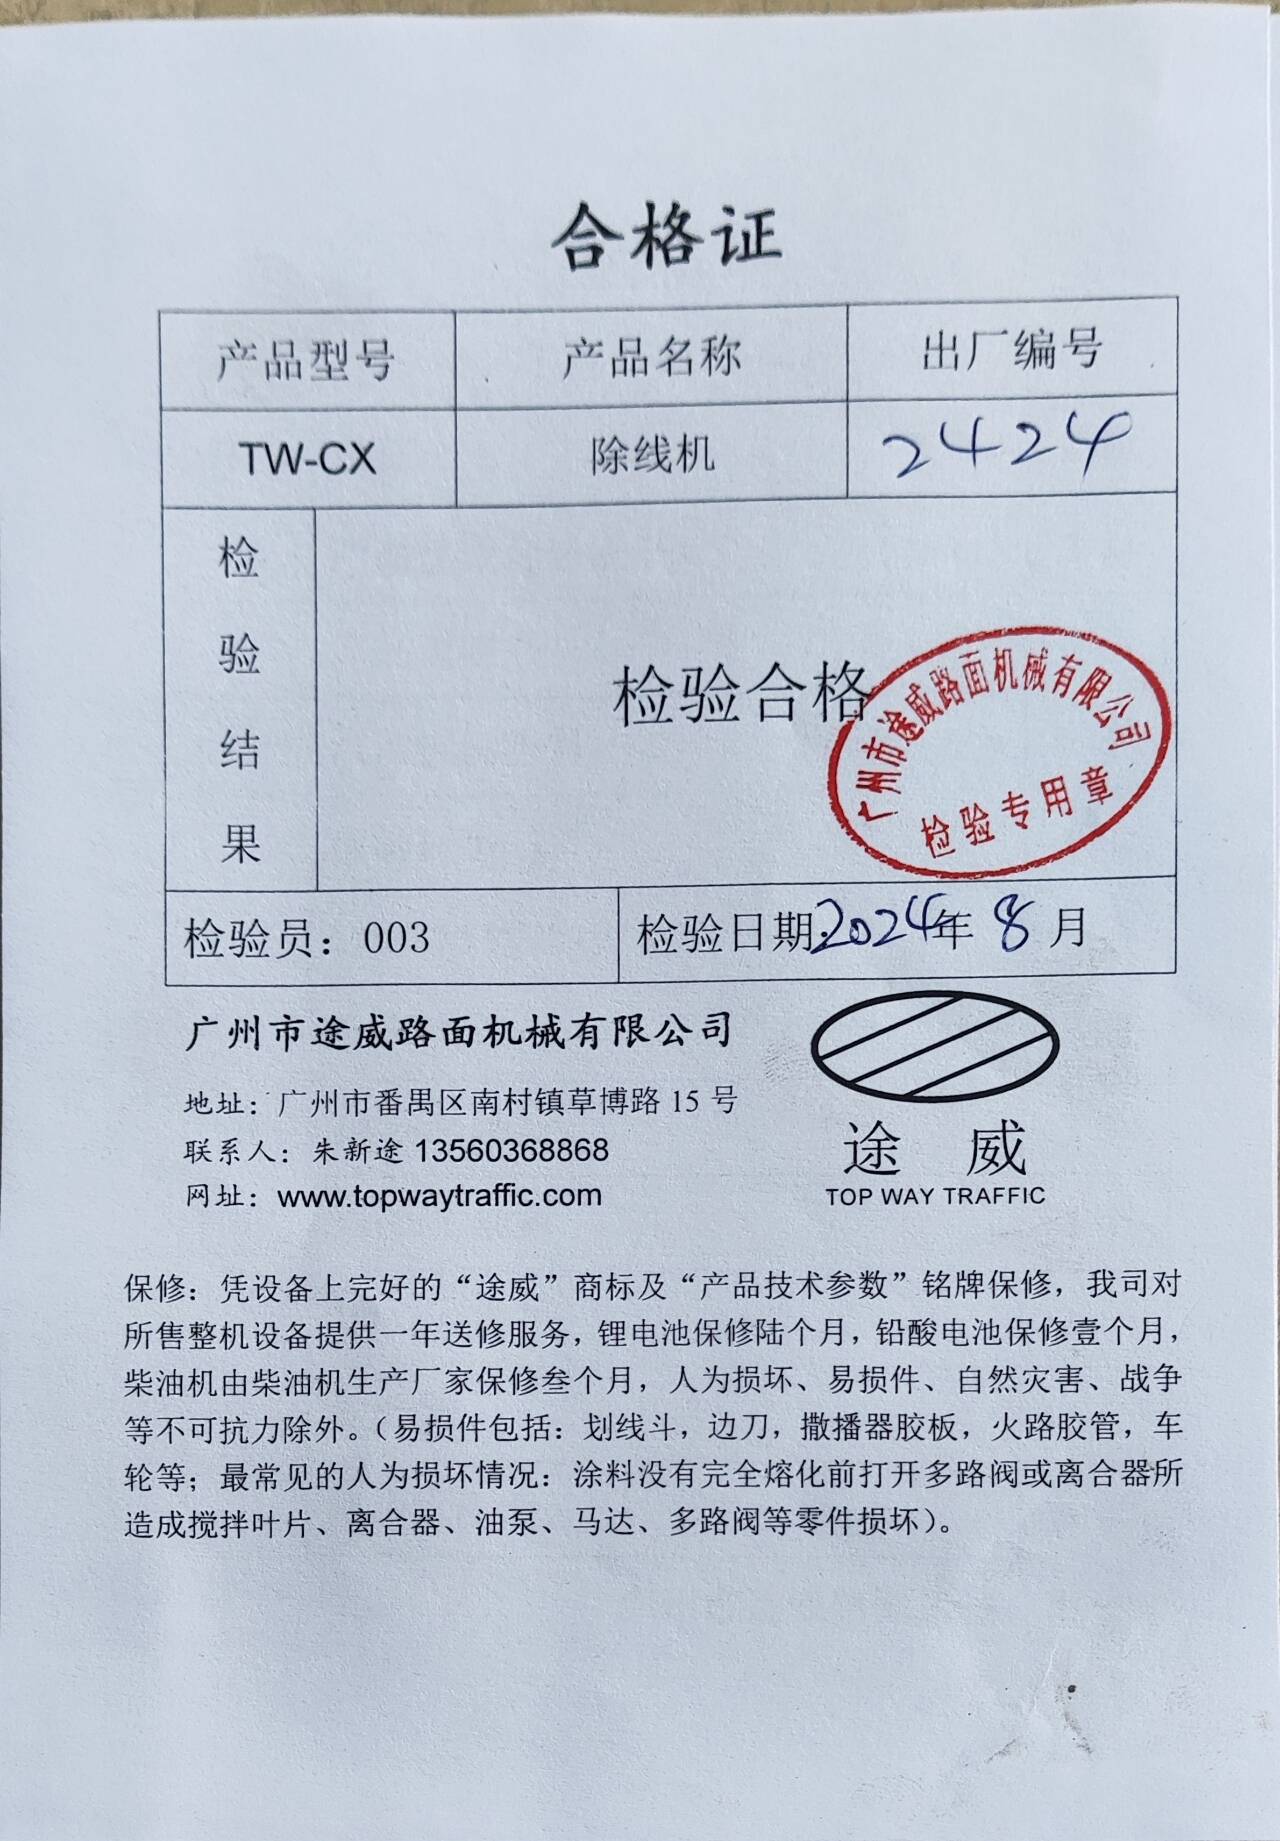 合格证
产品型号 产品名称 出厂编号
TW-CX 除线机 2424
检验结果
检验合格
广州市途威路面机械有限公司
检验专用章
检验员：003 检验日期:2024年 8 月
广州市途威路面机械有限公司
地址：广州市番禺区南村镇草博路 15 号
联系人：朱新途 13560368868
网址：www.topwaytraffic.com
途 威
TOP WAY TRAFFIC
保修：凭设备上完好的“途威”商标及“产品技术参数”铭牌保修，我司对
所售整机设备提供一年送修服务，锂电池保修陆个月，铅酸电池保修壹个月，
柴油机由柴油机生产厂家保修叁个月，人为损坏、易损件、自然灾害、战争
等不可抗力除外。（易损件包括：划线斗，边刀，撒播器胶板，火路胶管，车
轮等；最常见的人为损坏情况：涂料没有完全熔化前打开多路阀或离合器所
造成搅拌叶片、离合器、油泵、马达、多路阀等零件损坏）。